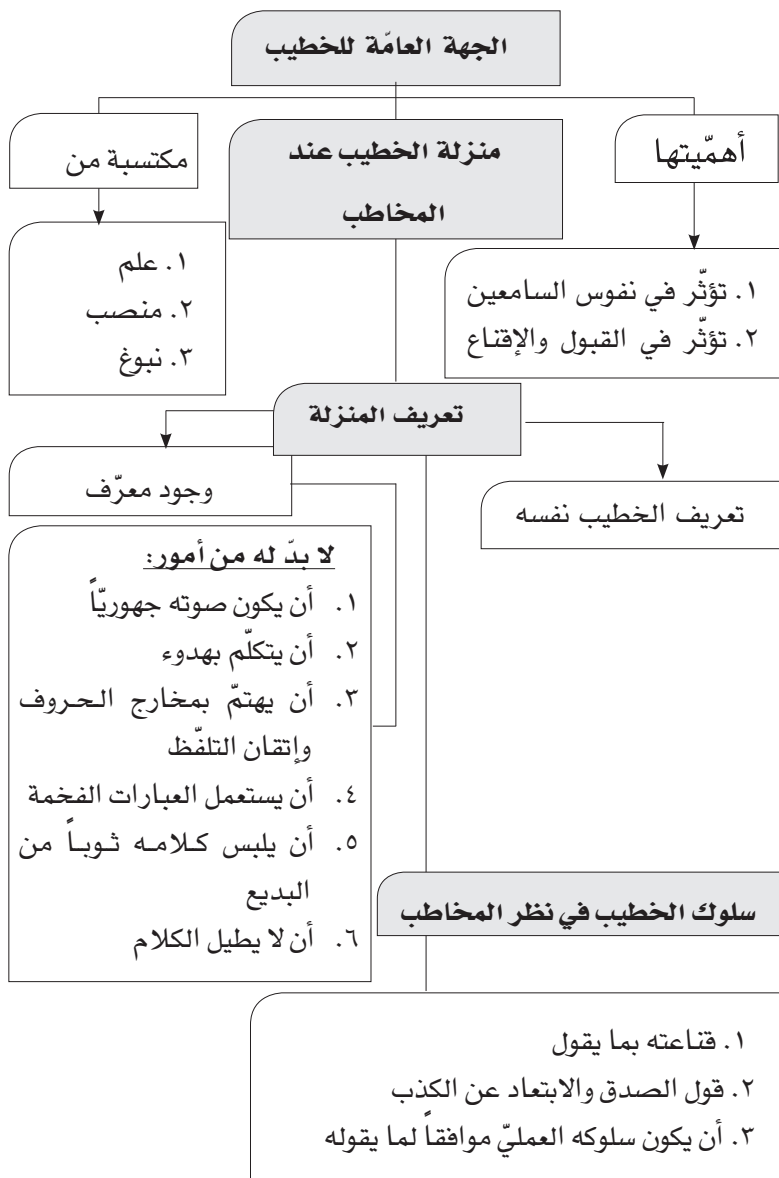 الجهة العامّة للخطيب
أهمّيتها
منزلة الخطيب عند
المخاطب
مكتسبة من
١. تؤثّر في نفوس السامعين
٢. تؤثّر في القبول والإقناع
١. علم
٢. منصب
٣. نبوغ
تعريف المنزلة
تعريف الخطيب نفسه
وجود معرّف
لا بدّ له من أمور:
١. أن يكون صوته جهوريّاً
٢. أن يتكلّم بهدوء
٣. أن يهتمّ بمخارج الحروف
وإتقان التلفّظ
٤. أن يستعمل العبارات الفخمة
٥. أن يلبس كلامه ثوباً من
البديع
٦. أن لا يطيل الكلام
سلوك الخطيب في نظر المخاطب
١. قناعته بما يقول
٢. قول الصدق والابتعاد عن الكذب
٣. أن يكون سلوكه العمليّ موافقاً لما يقوله